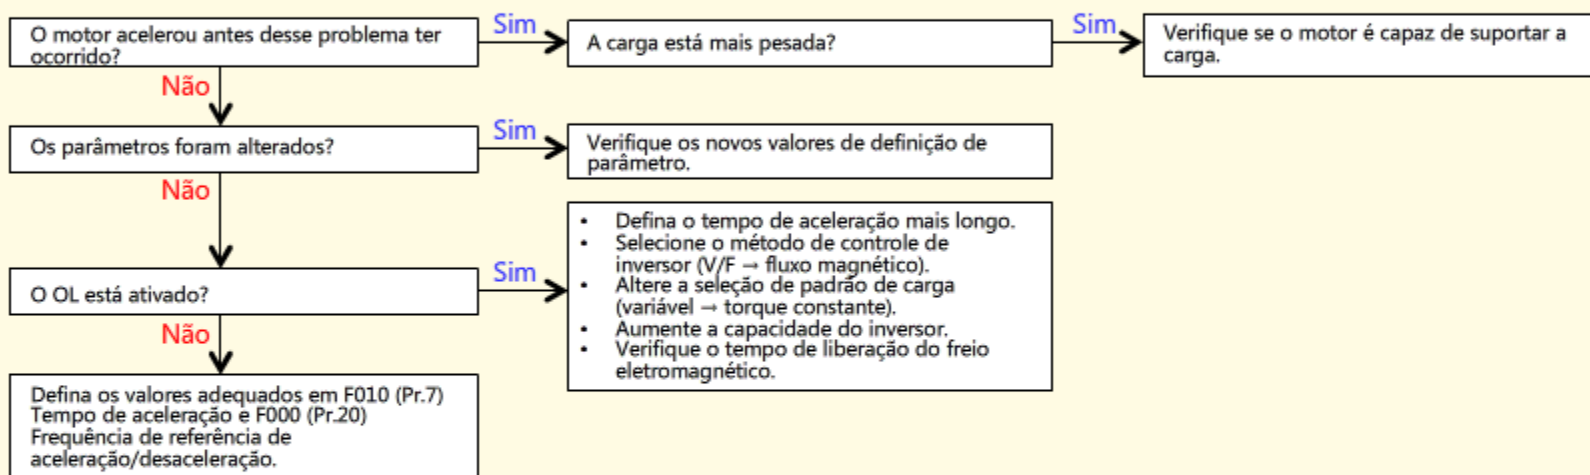 O motor acelerou antes desse problema ter
ocorrido?
Sim
A carga está mais pesada?
Sim
Verifique se o motor é capaz de suportar a
carga.
Não
Os parâmetros foram alterados?
Sim
Verifique os novos valores de definição de
parâmetro.
Não
O OL está ativado?
Sim
• Defina o tempo de aceleração mais longo.
• Selecione o método de controle de
inversor (V/F → fluxo magnético).
• Altere a seleção de padrão de carga
(variável → torque constante).
• Aumente a capacidade do inversor.
• Verifique o tempo de liberação do freio
eletromagnético.
Não
Defina os valores adequados em F010 (Pr.7)
Tempo de aceleração e F000 (Pr.20)
Frequência de referência de
aceleração/desaceleração.